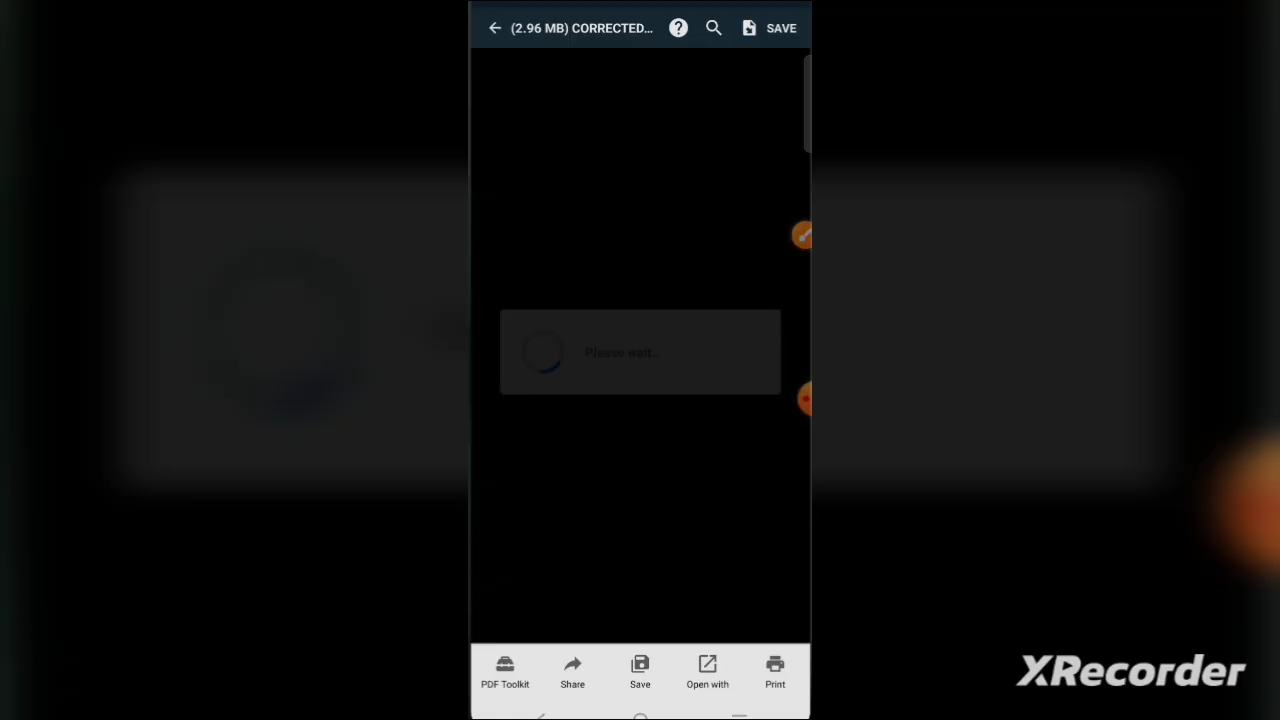 (2.96 MB) CORRECTED... SAVE
Please wait...
PDF Toolkit Share Save Open with Print
XRecorder